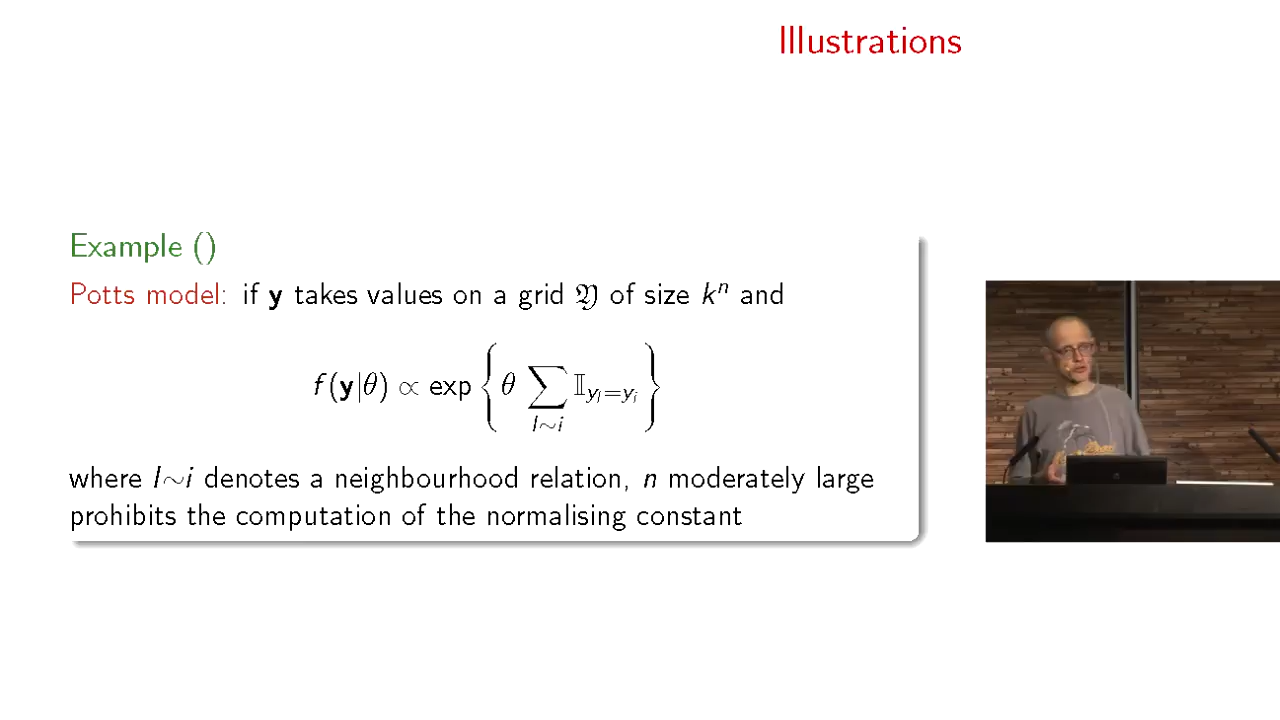 Illustrations
Example ()
Potts model: if y takes values on a grid 𝔜 of size kⁿ and
f(y|θ) ∝ exp { θ ∑_{l∼i} 𝕀_{y_l=y_i} }
where l∼i denotes a neighbourhood relation, n moderately large
prohibits the computation of the normalising constant